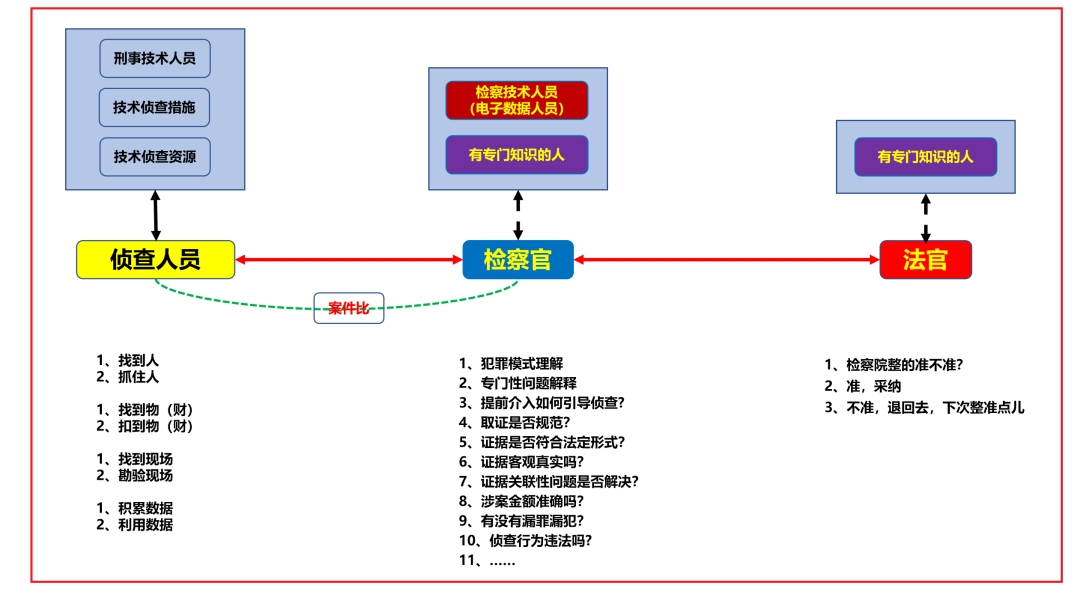 刑事技术人员
技术侦查措施
技术侦查资源
检察技术人员
（电子数据人员）
有专门知识的人
有专门知识的人
侦查人员
检察官
法官
案件比
1、找到人
2、抓住人
1、找到物（财）
2、扣到物（财）
1、找到现场
2、勘验现场
1、积累数据
2、利用数据
1、犯罪模式理解
2、专门性问题解释
3、提前介入如何引导侦查?
4、取证是否规范?
5、证据是否符合法定形式?
6、证据客观真实吗?
7、证据关联性问题是否解决?
8、涉案金额准确吗?
9、有没有漏罪漏犯?
10、侦查行为违法吗?
11、......
1、检察院整的准不准?
2、准，采纳
3、不准，退回去，下次整准点儿